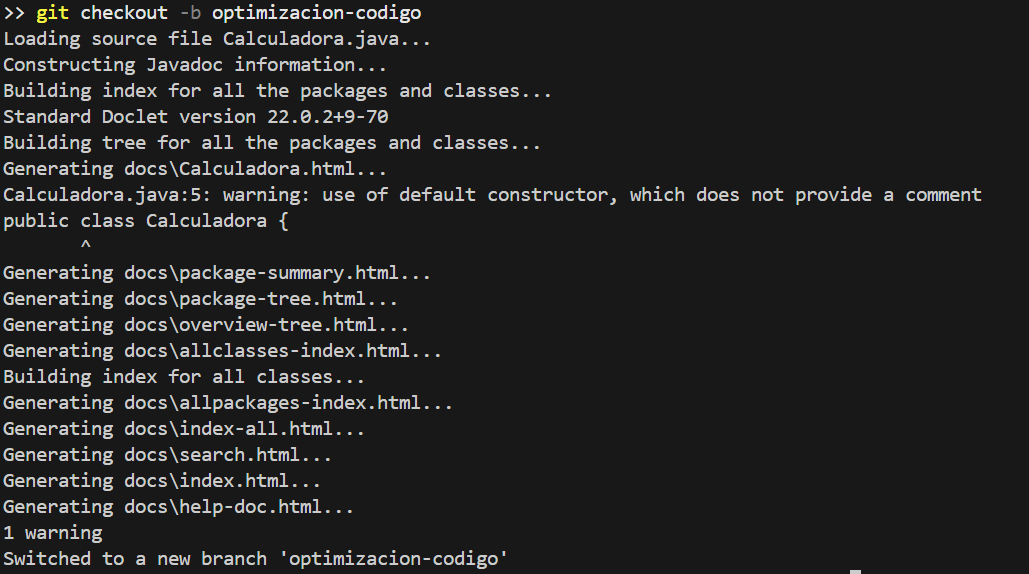 >> git checkout -b optimizacion-codigo
Loading source file Calculadora.java...
Constructing Javadoc information...
Building index for all the packages and classes...
Standard Doclet version 22.0.2+9-70
Building tree for all the packages and classes...
Generating docs\Calculadora.html...
Calculadora.java:5: warning: use of default constructor, which does not provide a comment
public class Calculadora {
       ^
Generating docs\package-summary.html...
Generating docs\package-tree.html...
Generating docs\overview-tree.html...
Generating docs\allclasses-index.html...
Building index for all classes...
Generating docs\allpackages-index.html...
Generating docs\index-all.html...
Generating docs\search.html...
Generating docs\index.html...
Generating docs\help-doc.html...
1 warning
Switched to a new branch 'optimizacion-codigo'